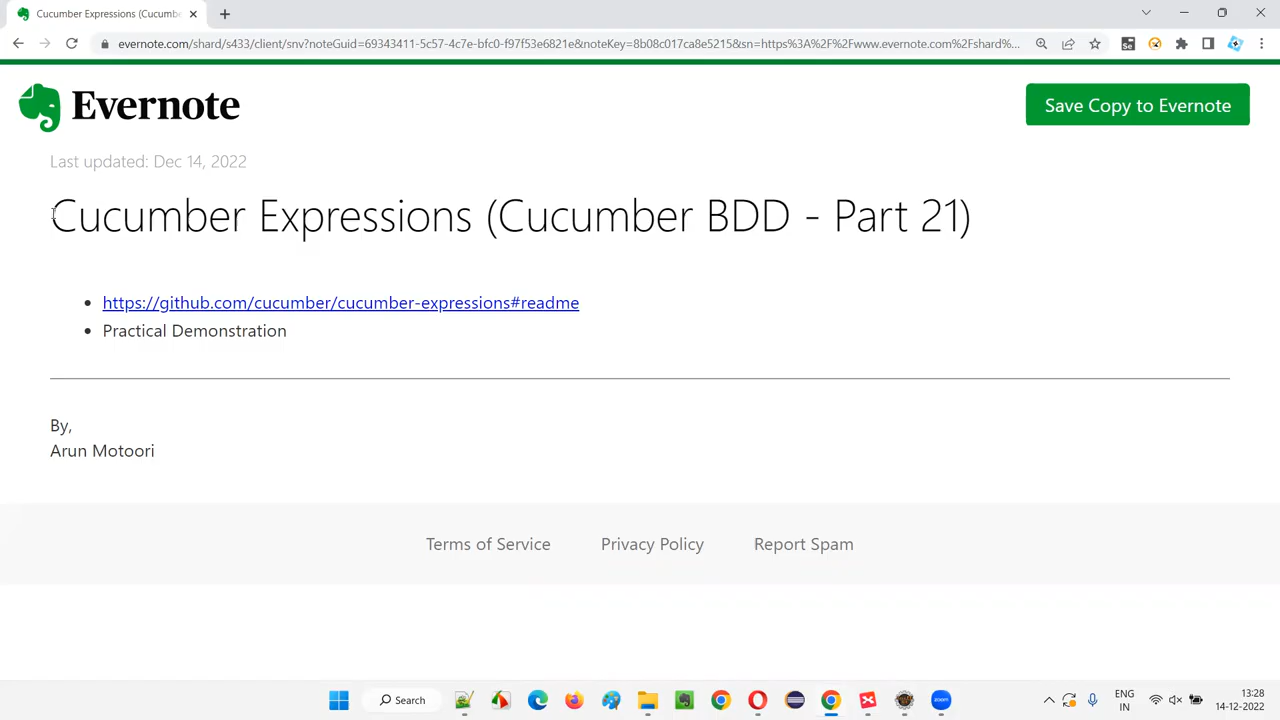 Cucumber Expressions (Cucumb
evernote.com/shard/s433/client/snv?noteGuid=69343411-5e57-4e7e-bfc0-f97f53e6821e&noteKey=8b08c017ca8e5215&sn=https%3A%2F%2Fwww.evernote.com%2Fshard%...
Evernote
Save Copy to Evernote
Last updated: Dec 14, 2022
Cucumber Expressions (Cucumber BDD - Part 21)
• https://github.com/cucumber/cucumber-expressions#readme
• Practical Demonstration
By,
Arun Motoori
Terms of Service Privacy Policy Report Spam
Search
zoom
ENG
IN
13:28
14-12-2022